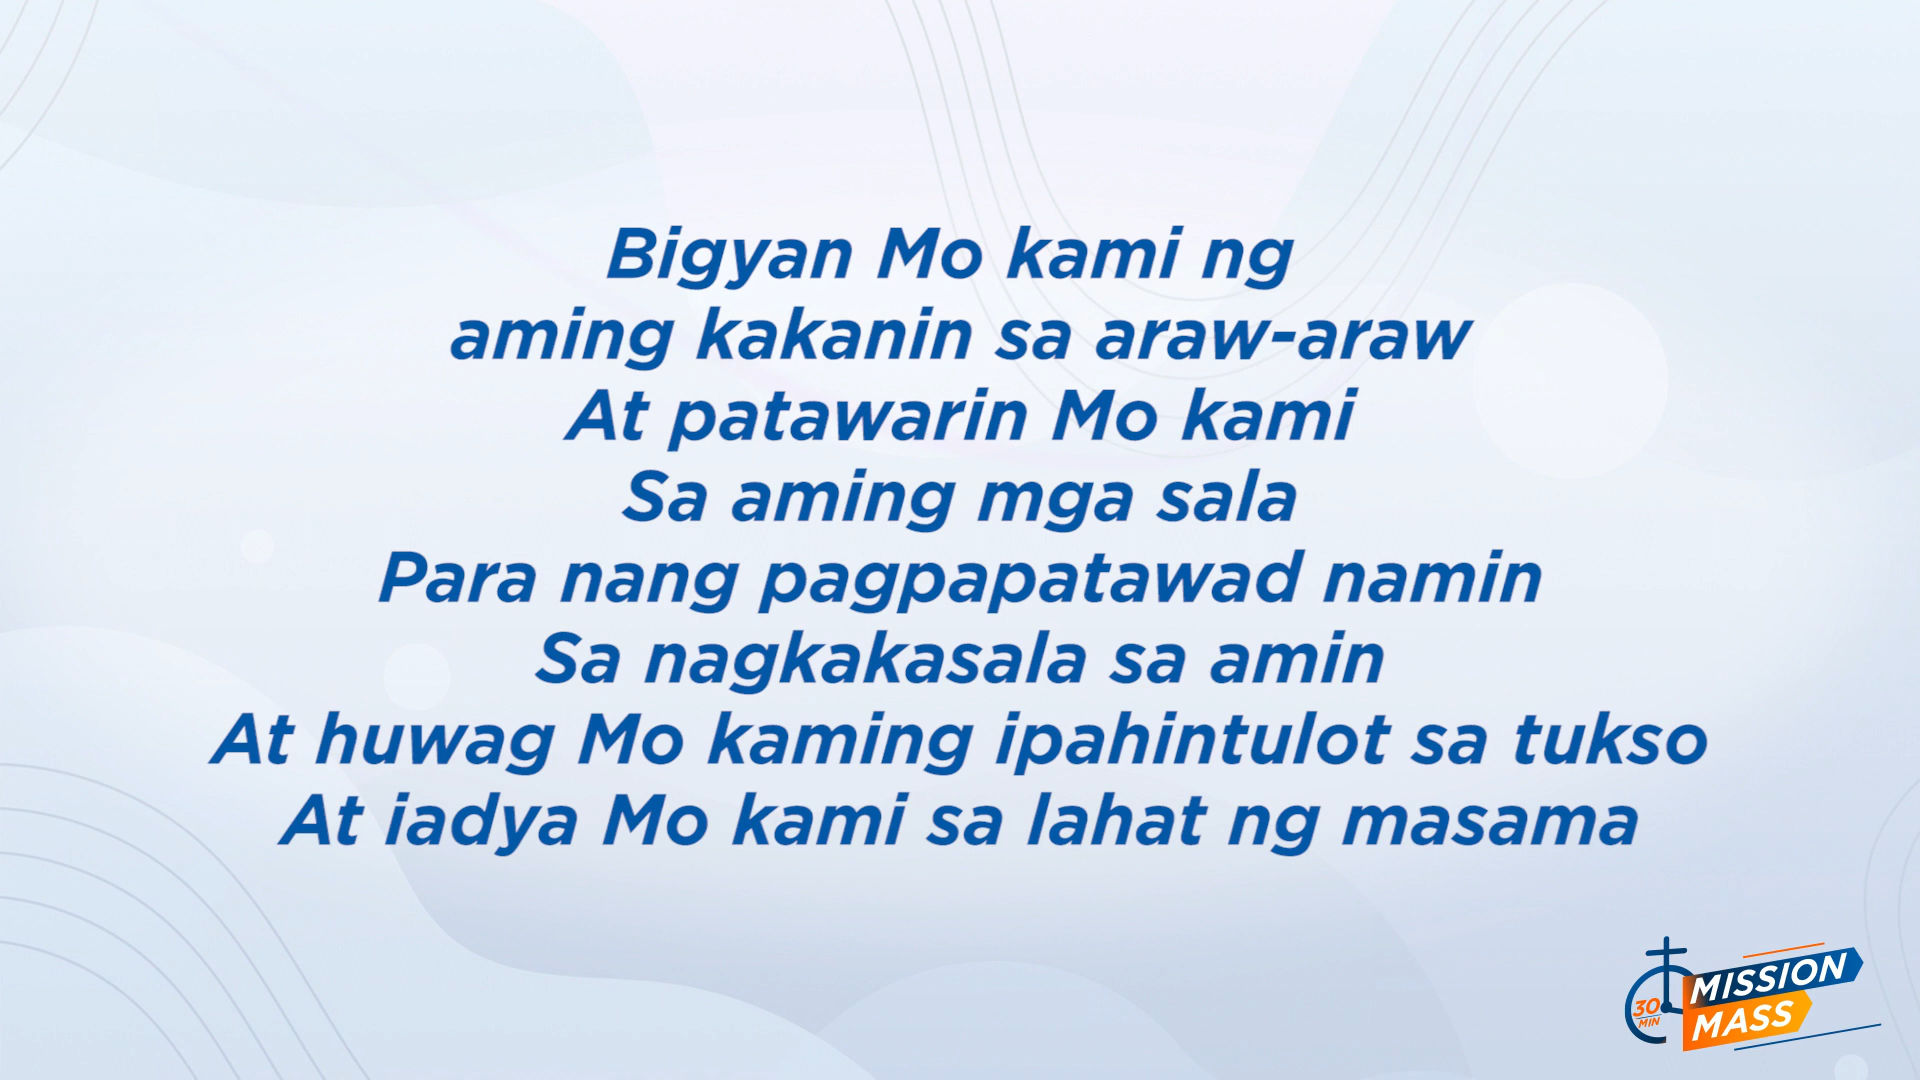 Bigyan Mo kami ng
aming kakanin sa araw-araw
At patawarin Mo kami
Sa aming mga sala
Para nang pagpapatawad namin
Sa nagkakasala sa amin
At huwag Mo kaming ipahintulot sa tukso
At iadya Mo kami sa lahat ng masama
30
MIN
MISSION
MASS